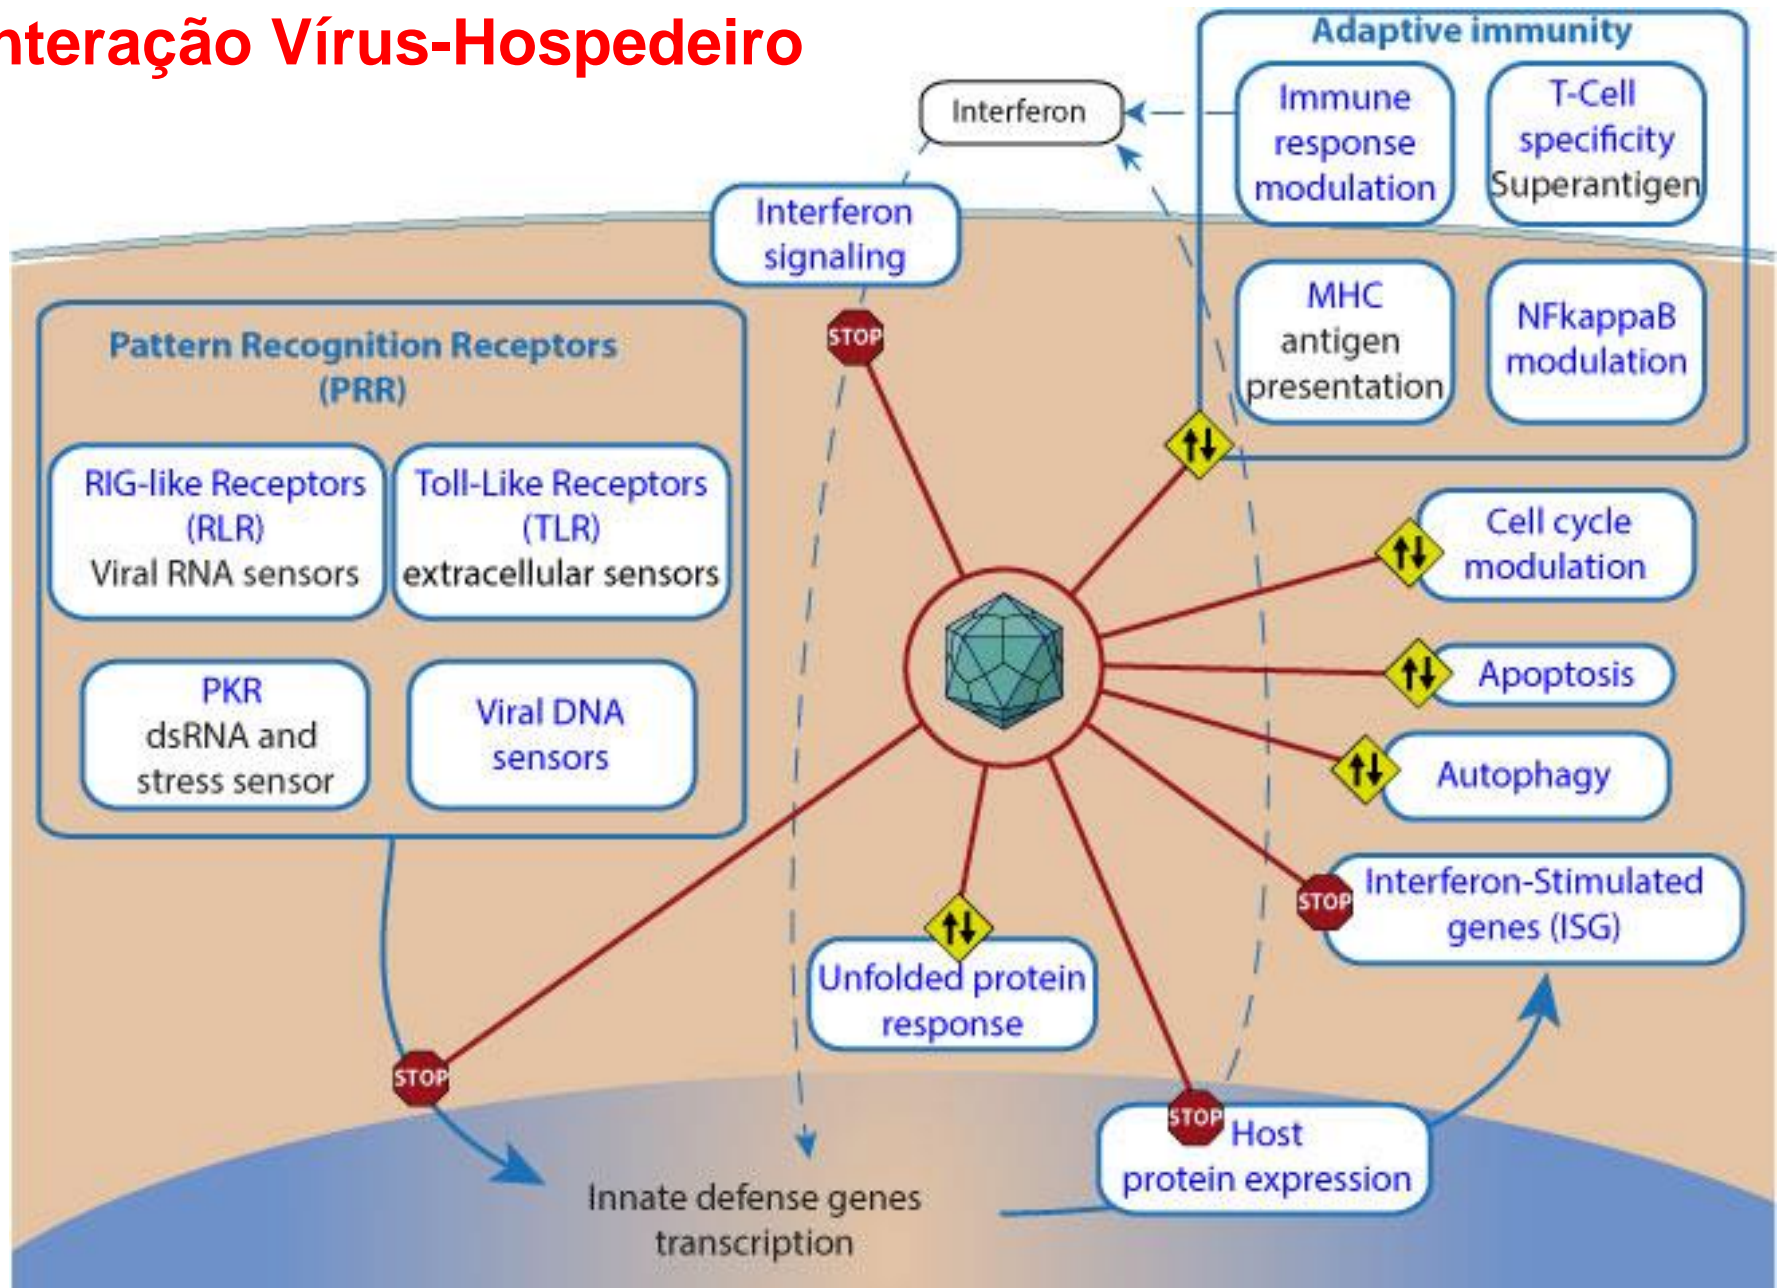 nteração Vírus-Hospedeiro
Adaptive immunity
Interferon
Immune
response
modulation
T-Cell
specificity
Superantigen
Interferon
signaling
MHC
antigen
presentation
NFkappaB
modulation
STOP
Pattern Recognition Receptors
(PRR)
RIG-like Receptors
(RLR)
Viral RNA sensors
Toll-Like Receptors
(TLR)
extracellular sensors
PKR
dsRNA and
stress sensor
Viral DNA
sensors
Cell cycle
modulation
Apoptosis
Autophagy
STOP
Interferon-Stimulated
genes (ISG)
Unfolded protein
response
STOP
STOP
Host
protein expression
Innate defense genes
transcription